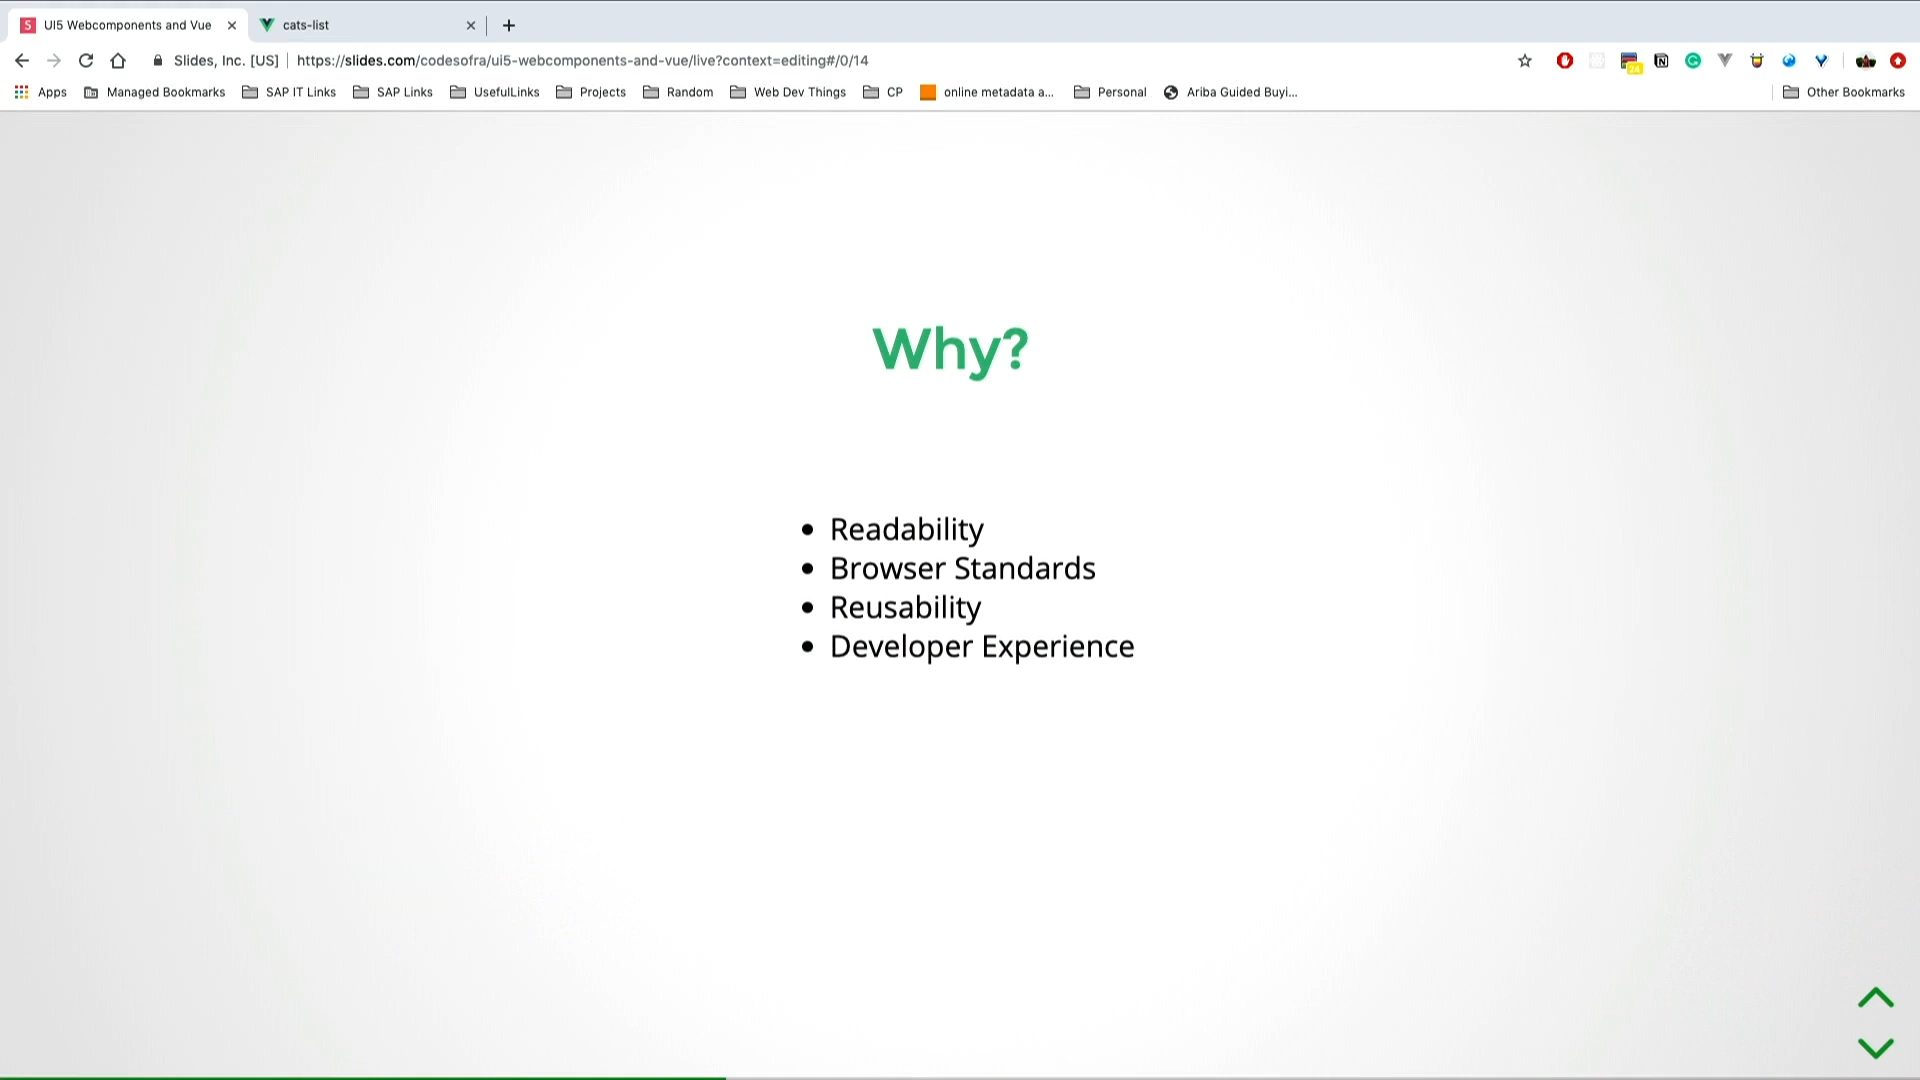 UI5 Webcomponents and Vue
cats-list
Slides, Inc. [US]
https://slides.com/codesofra/ui5-webcomponents-and-vue/live?context=editing#/0/14
Apps
Managed Bookmarks
SAP IT Links
SAP Links
UsefulLinks
Projects
Random
Web Dev Things
CP
online metadata a...
Personal
Ariba Guided Buyi...
Other Bookmarks
Why?
• Readability
• Browser Standards
• Reusability
• Developer Experience